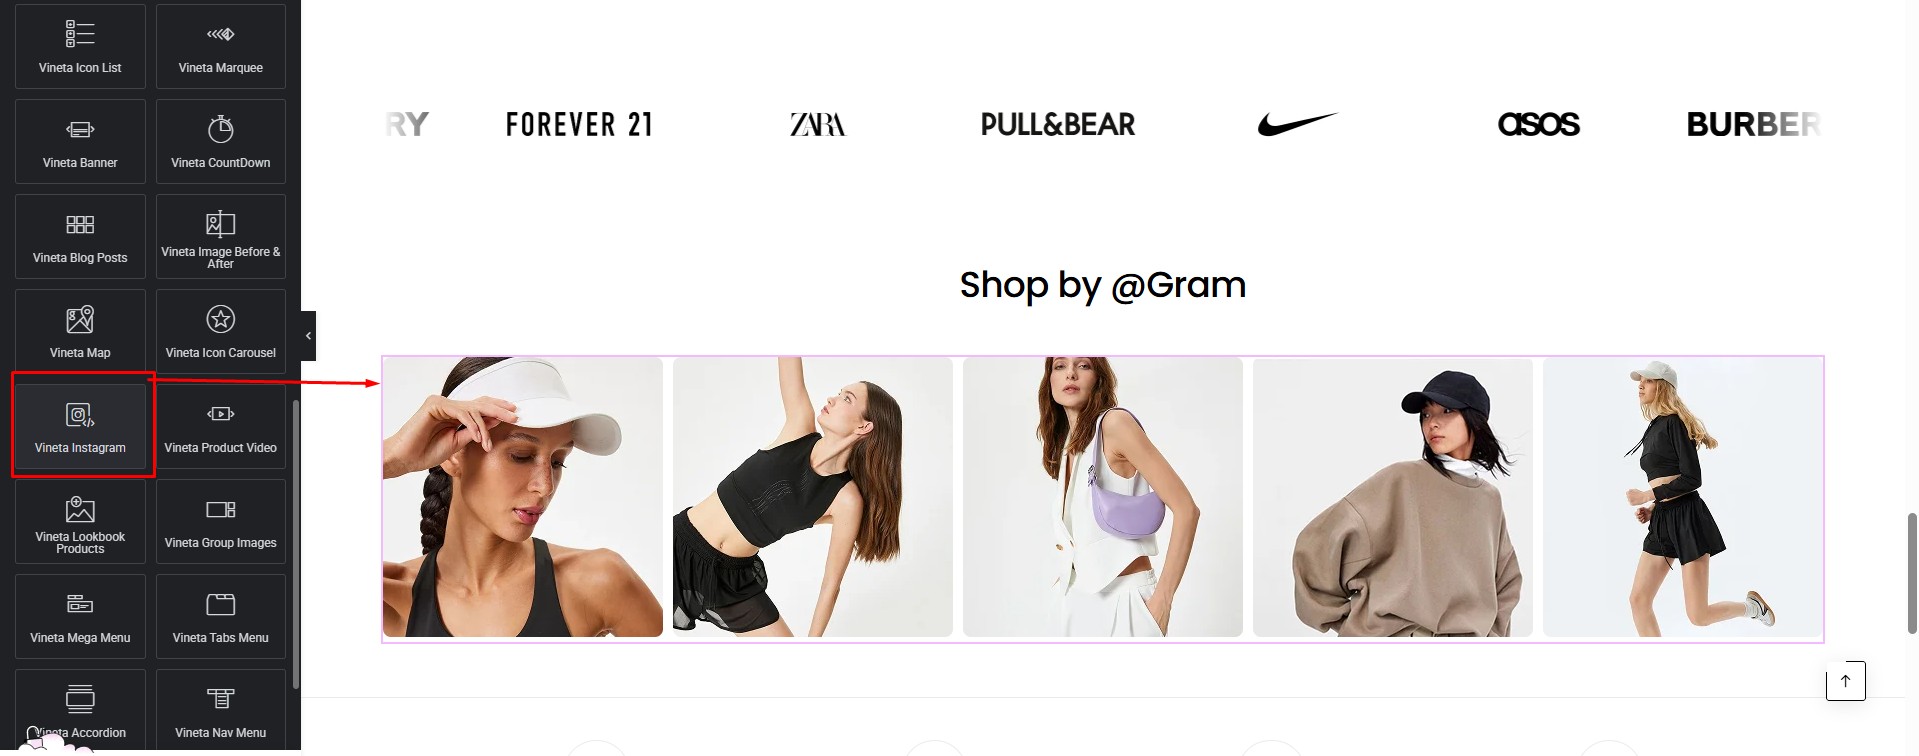 Vineta Icon List
Vineta Marquee
Vineta Banner
Vineta CountDown
Vineta Blog Posts
Vineta Image Before &
After
Vineta Map
Vineta Icon Carousel
Vineta Instagram
Vineta Product Video
Vineta Lookbook
Products
Vineta Group Images
Vineta Mega Menu
Vineta Tabs Menu
Vineta Accordion
Vineta Nav Menu
RY
FOREVER 21
ZARA
PULL&BEAR
asos
BURBER
Shop by @Gram